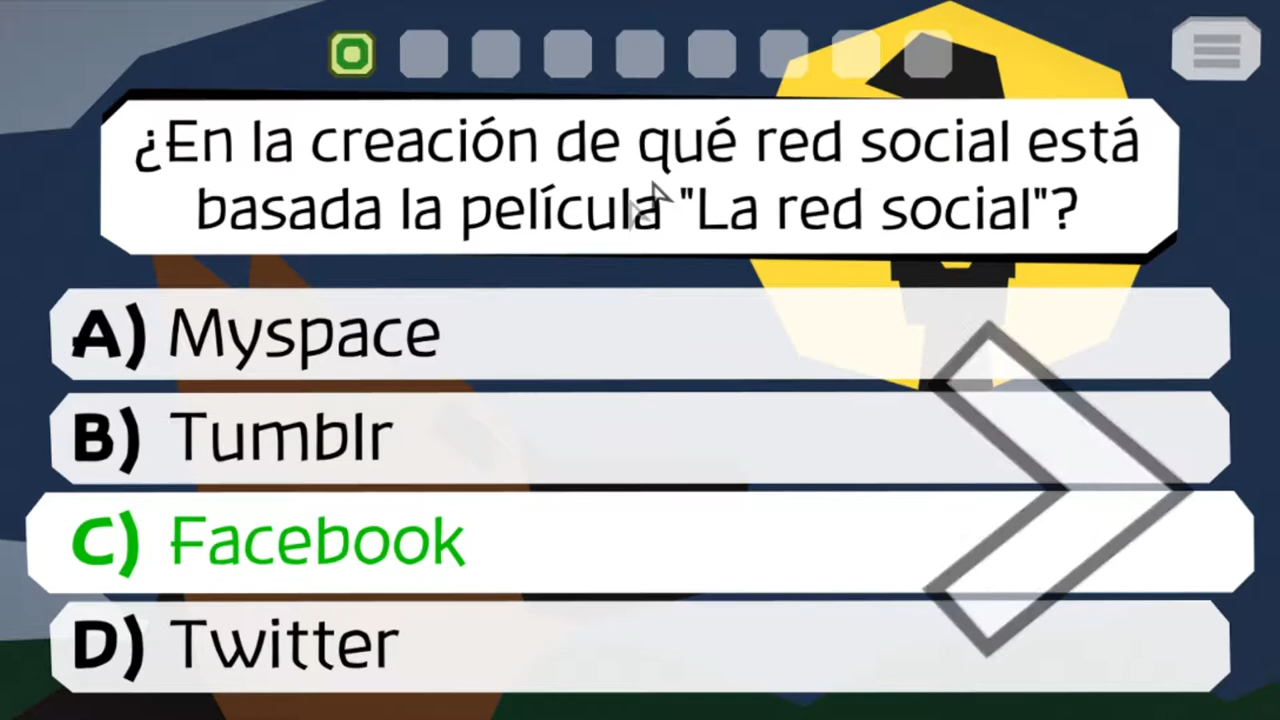 ¿En la creación de qué red social está
basada la película "La red social"?
A) Myspace
B) Tumblr
C) Facebook
D) Twitter